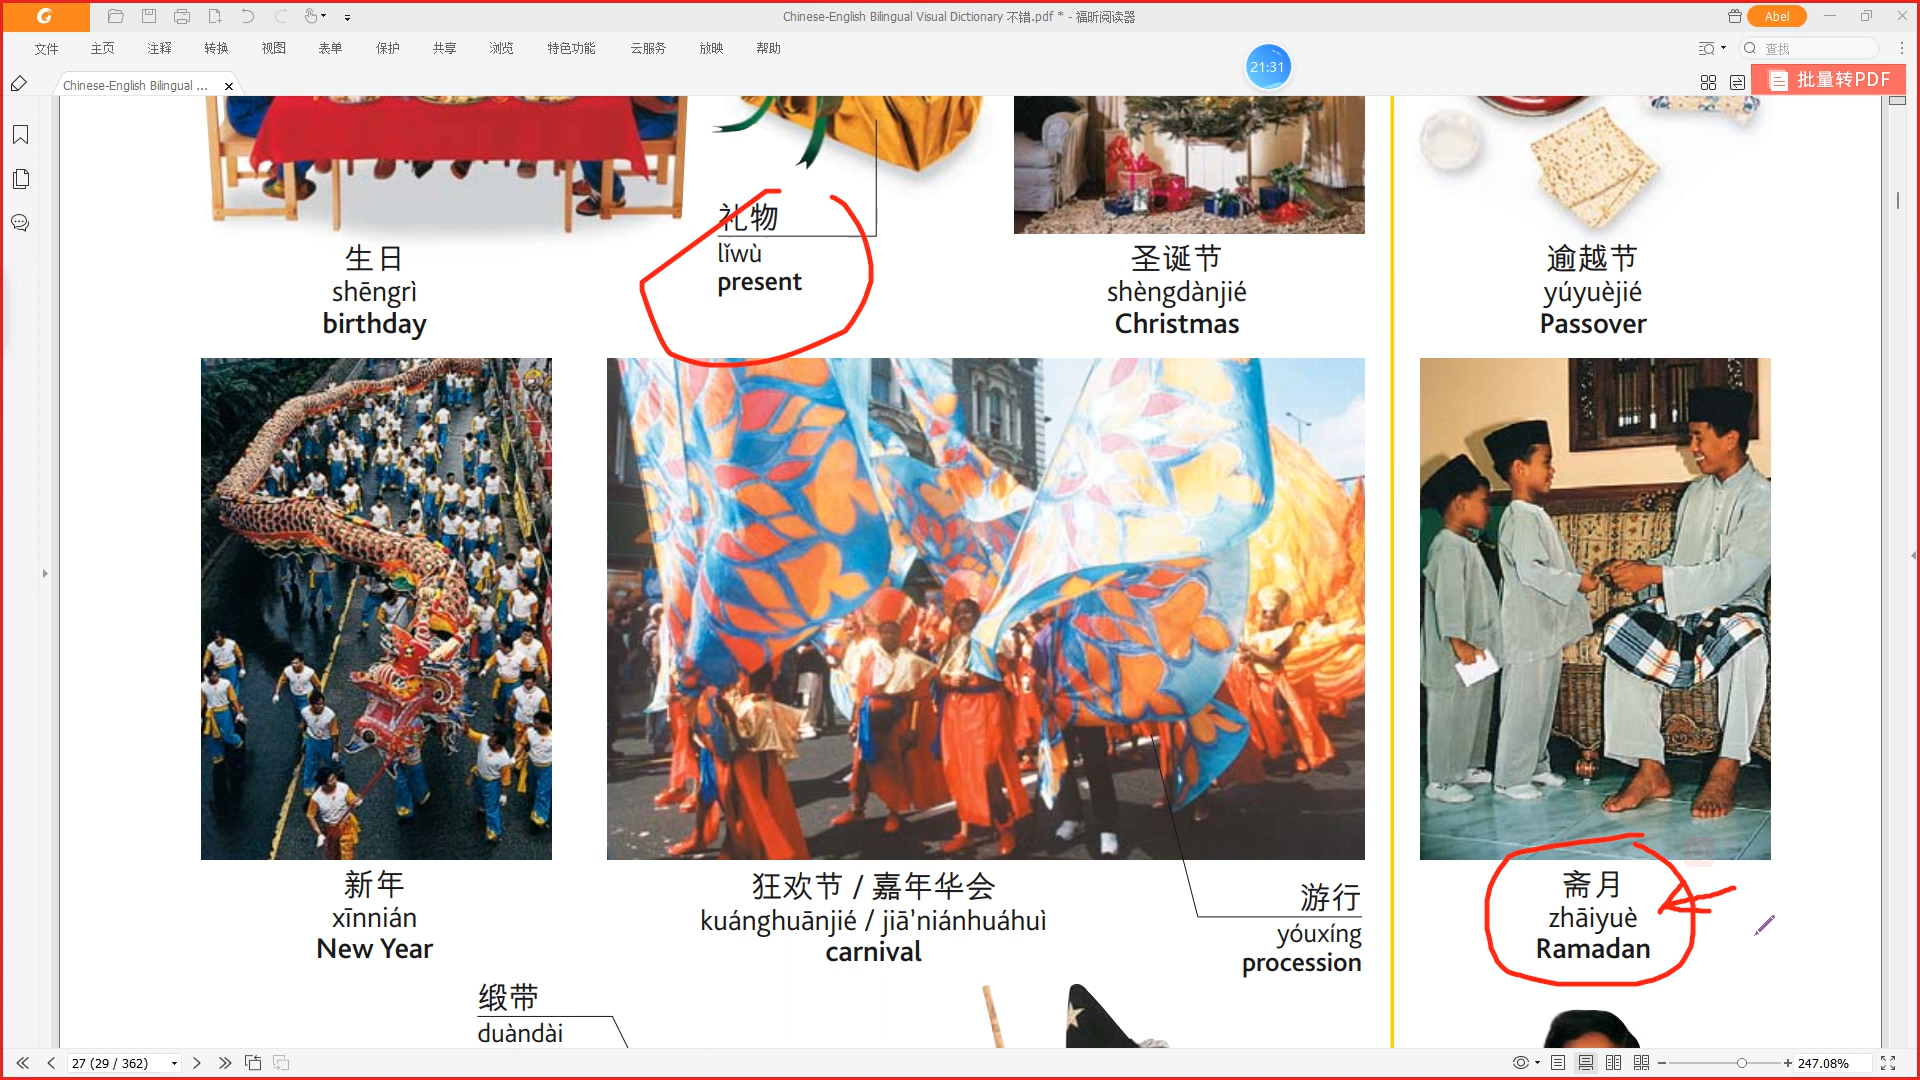 Chinese-English Bilingual Visual Dictionary 不错.pdf * - 福昕阅读器
Abel
文件 主页 注释 转换 视图 表单 保护 共享 浏览 特色功能 云服务 放映 帮助
查找
21:31
Chinese-English Bilingual ...
批量转PDF
礼物
lǐwù
present
生日
shēngrì
birthday
圣诞节
shèngdànjié
Christmas
逾越节
yúyuèjié
Passover
新年
xīnnián
New Year
狂欢节 / 嘉年华会
kuánghuānjié / jiā’niánhuáhuì
carnival
游行
yóuxíng
procession
斋月
zhāiyuè
Ramadan
缎带
duàndài
27 (29 / 362)
247.08%